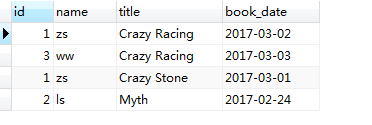 id name title book_date
1 zs Crazy Racing 2017-03-02
3 ww Crazy Racing 2017-03-03
1 zs Crazy Stone 2017-03-01
2 ls Myth 2017-02-24